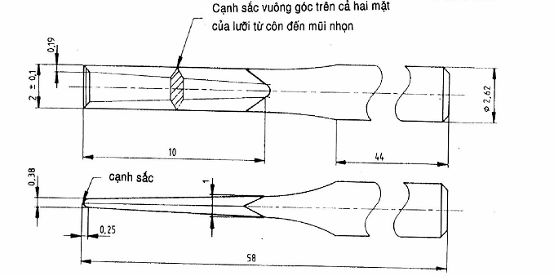 Cạnh sắc vuông góc trên cả hai mặt
của lưỡi từ côn đến mũi nhọn
0,19
2 ± 0,1
ø 2,62
10
44
cạnh sắc
0,38
1
0,25
58